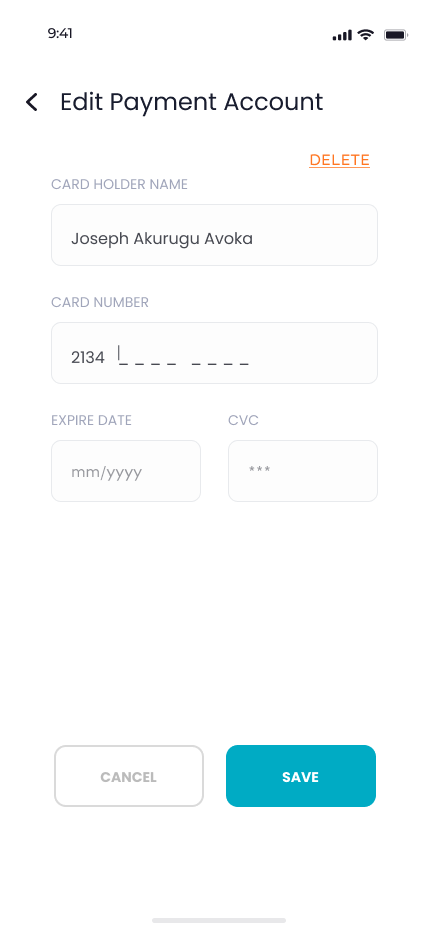 9:41
Edit Payment Account
DELETE
CARD HOLDER NAME
Joseph Akurugu Avoka
CARD NUMBER
2134 _ _ _ _ _ _ _ _
EXPIRE DATE CVC
mm/yyyy ***
CANCEL SAVE